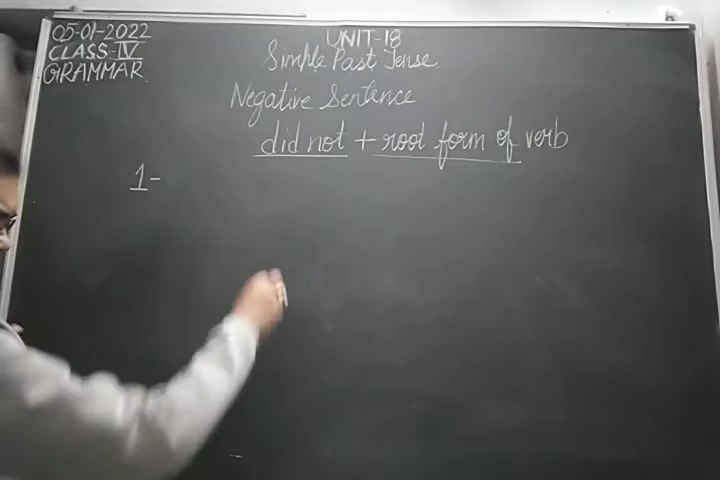 05-01-2022
CLASS-IV
GRAMMAR
UNIT-18
Simple Past Tense
Negative Sentence
did not + root form of verb
1-